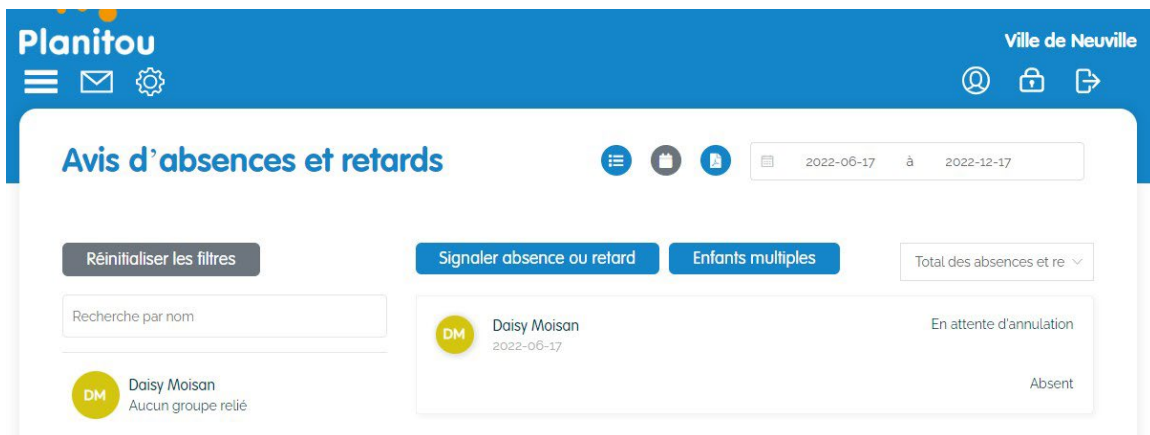 Planitou
Ville de Neuville
Avis d'absences et retards
2022-06-17 à 2022-12-17
Réinitialiser les filtres
Signaler absence ou retard
Enfants multiples
Total des absences et re
Recherche par nom
DM
Daisy Moisan
Aucun groupe relié
DM
Daisy Moisan
2022-06-17
En attente d'annulation
Absent